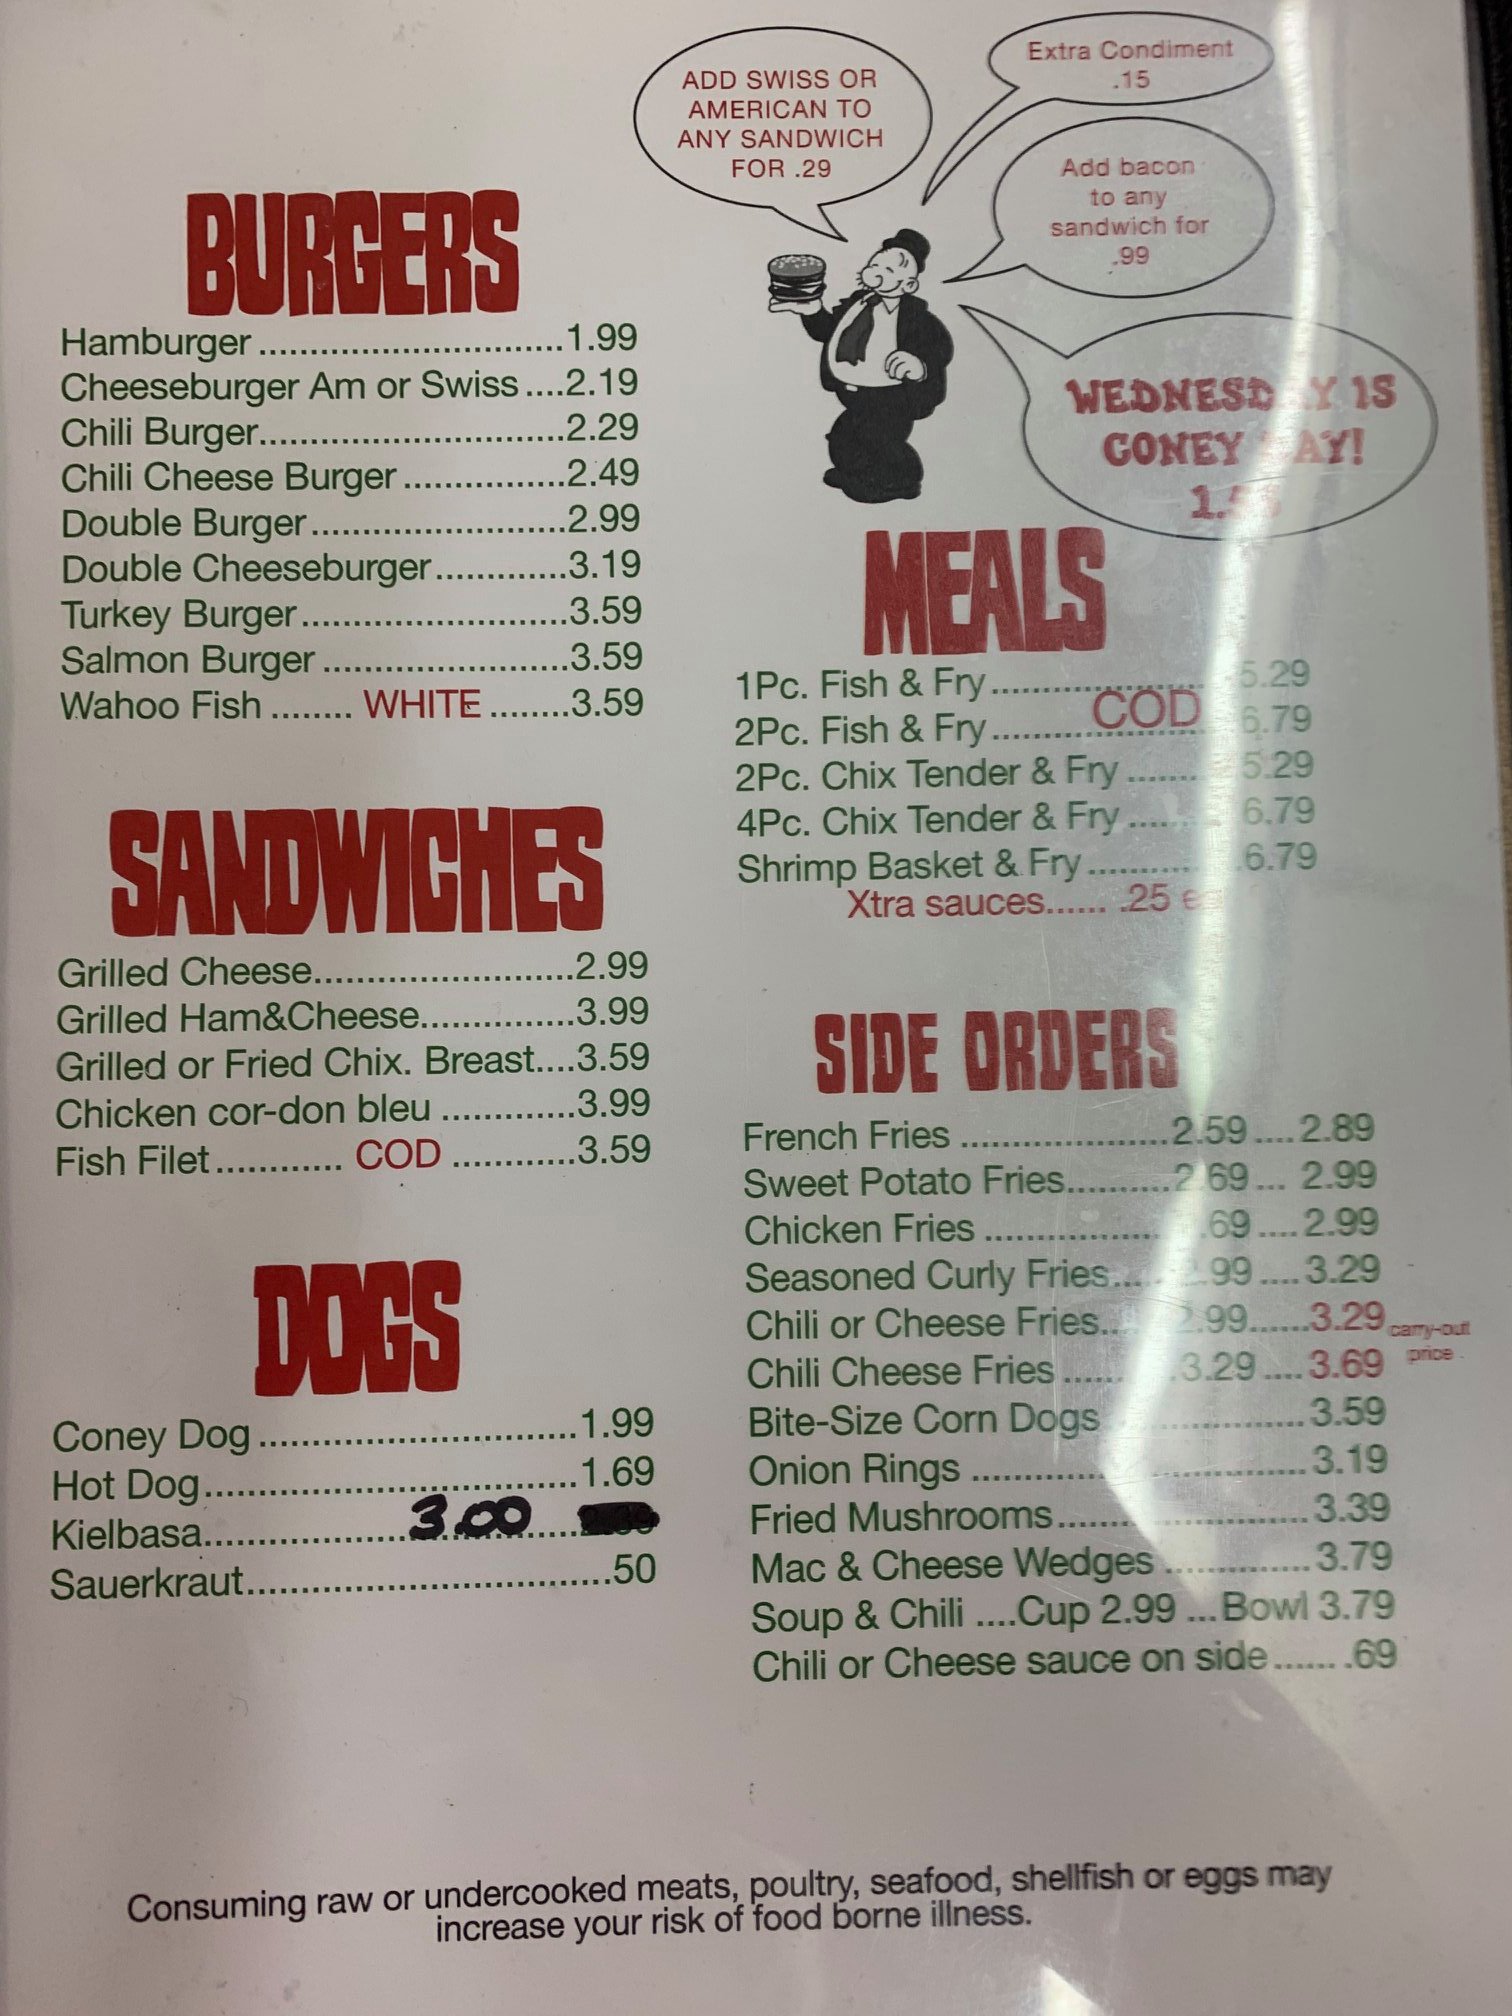 ADD SWISS OR
AMERICAN TO
ANY SANDWICH
FOR .29
Extra Condiment
.15
Add bacon
to any
sandwich for
.99
WEDNESDAY IS
CONEY DAY!
BURGERS
Hamburger ..............................1.99
Cheeseburger Am or Swiss ....2.19
Chili Burger..............................2.29
Chili Cheese Burger ................2.49
Double Burger.........................2.99
Double Cheeseburger.............3.19
Turkey Burger..........................3.59
Salmon Burger ........................3.59
Wahoo Fish ........ WHITE ........3.59
SANDWICHES
Grilled Cheese.........................2.99
Grilled Ham&Cheese...............3.99
Grilled or Fried Chix. Breast....3.59
Chicken cor-don bleu .............3.99
Fish Filet............ COD ............3.59
DOGS
Coney Dog ...............................1.99
Hot Dog....................................1.69
Kielbasa....................3.00
Sauerkraut...................................50
MEALS
1Pc. Fish & Fry....................... 5.29
COD
2Pc. Fish & Fry....................... 6.79
2Pc. Chix Tender & Fry ....... 5.29
4Pc. Chix Tender & Fry ...... 6.79
Shrimp Basket & Fry........... .6.79
Xtra sauces...... .25
SIDE ORDERS
French Fries ....................2.59....2.89
Sweet Potato Fries..........2.69... 2.99
Chicken Fries ................. .69....2.99
Seasoned Curly Fries.... 2.99....3.29
Chili or Cheese Fries.... 2.99......3.29 carry-out
price
Chili Cheese Fries ...... .3.29....3.69
Bite-Size Corn Dogs ................3.59
Onion Rings ................................3.19
Fried Mushrooms........................3.39
Mac & Cheese Wedges ..............3.79
Soup & Chili ....Cup 2.99 ...Bowl 3.79
Chili or Cheese sauce on side....... .69
Consuming raw or undercooked meats, poultry, seafood, shellfish or eggs may
increase your risk of food borne illness.